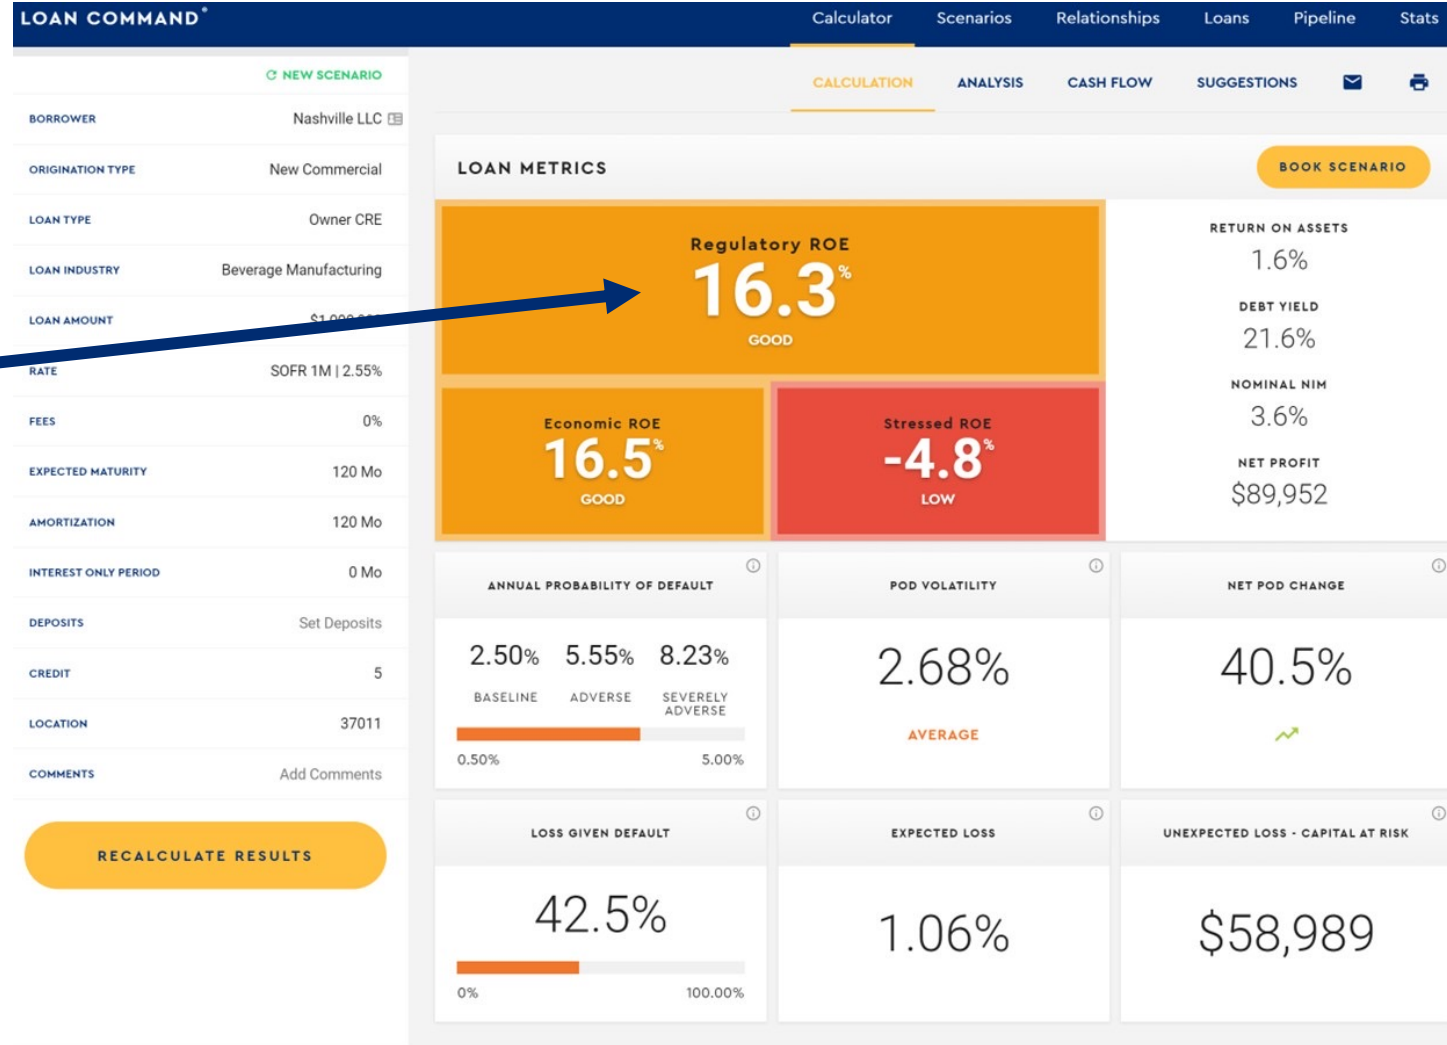 LOAN COMMAND®
Calculator Scenarios Relationships Loans Pipeline Stats
NEW SCENARIO
CALCULATION ANALYSIS CASH FLOW SUGGESTIONS
BORROWER Nashville LLC
ORIGINATION TYPE New Commercial
LOAN TYPE Owner CRE
LOAN INDUSTRY Beverage Manufacturing
LOAN AMOUNT
RATE SOFR 1M | 2.55%
FEES 0%
EXPECTED MATURITY 120 Mo
AMORTIZATION 120 Mo
INTEREST ONLY PERIOD 0 Mo
DEPOSITS Set Deposits
CREDIT 5
LOCATION 37011
COMMENTS Add Comments
RECALCULATE RESULTS
LOAN METRICS
BOOK SCENARIO
Regulatory ROE
16.3%
GOOD
Economic ROE
16.5%
GOOD
Stressed ROE
-4.8%
LOW
RETURN ON ASSETS
1.6%
DEBT YIELD
21.6%
NOMINAL NIM
3.6%
NET PROFIT
$89,952
ANNUAL PROBABILITY OF DEFAULT
2.50% 5.55% 8.23%
BASELINE ADVERSE SEVERELY
ADVERSE
0.50% 5.00%
POD VOLATILITY
2.68%
AVERAGE
NET POD CHANGE
40.5%
LOSS GIVEN DEFAULT
42.5%
0% 100.00%
EXPECTED LOSS
1.06%
UNEXPECTED LOSS - CAPITAL AT RISK
$58,989